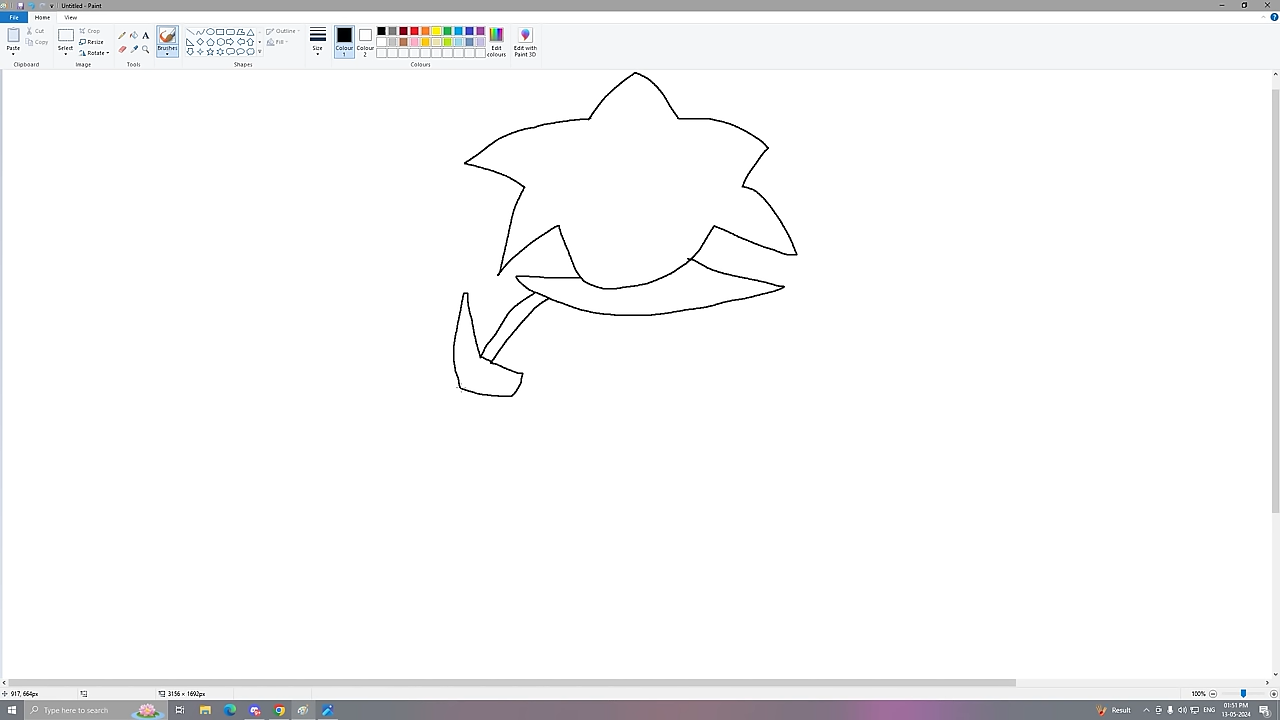 Untitled - Paint
File Home View
Paste Cut Copy
Select Crop Resize Rotate
A
Brushes
Outline Fill
Size
Colour 1
Colour 2
Edit colours
Edit with Paint 3D
Clipboard Image Tools Shapes Colours
917, 664px 3156 × 1692px 100%
Type here to search
Result ENG 01:51 PM
13-05-2024